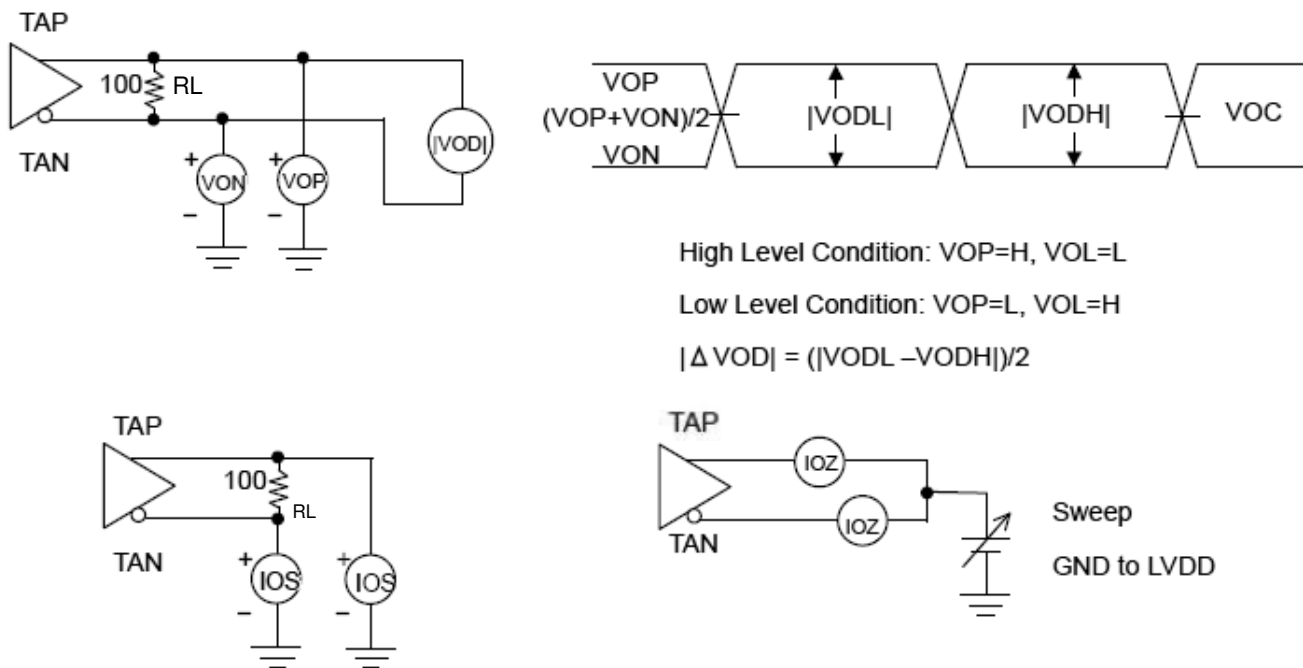 TAP
100 RL
TAN
+
VON
−
+
VOP
−
|VOD|
VOP
(VOP+VON)/2
VON
|VODL|
|VODH|
VOC
High Level Condition: VOP=H, VOL=L
Low Level Condition: VOP=L, VOL=H
|Δ VOD| = (|VODL –VODH|)/2
TAP
100
RL
TAN
+
IOS
−
+
IOS
−
TAP
IOZ
IOZ
TAN
Sweep
GND to LVDD